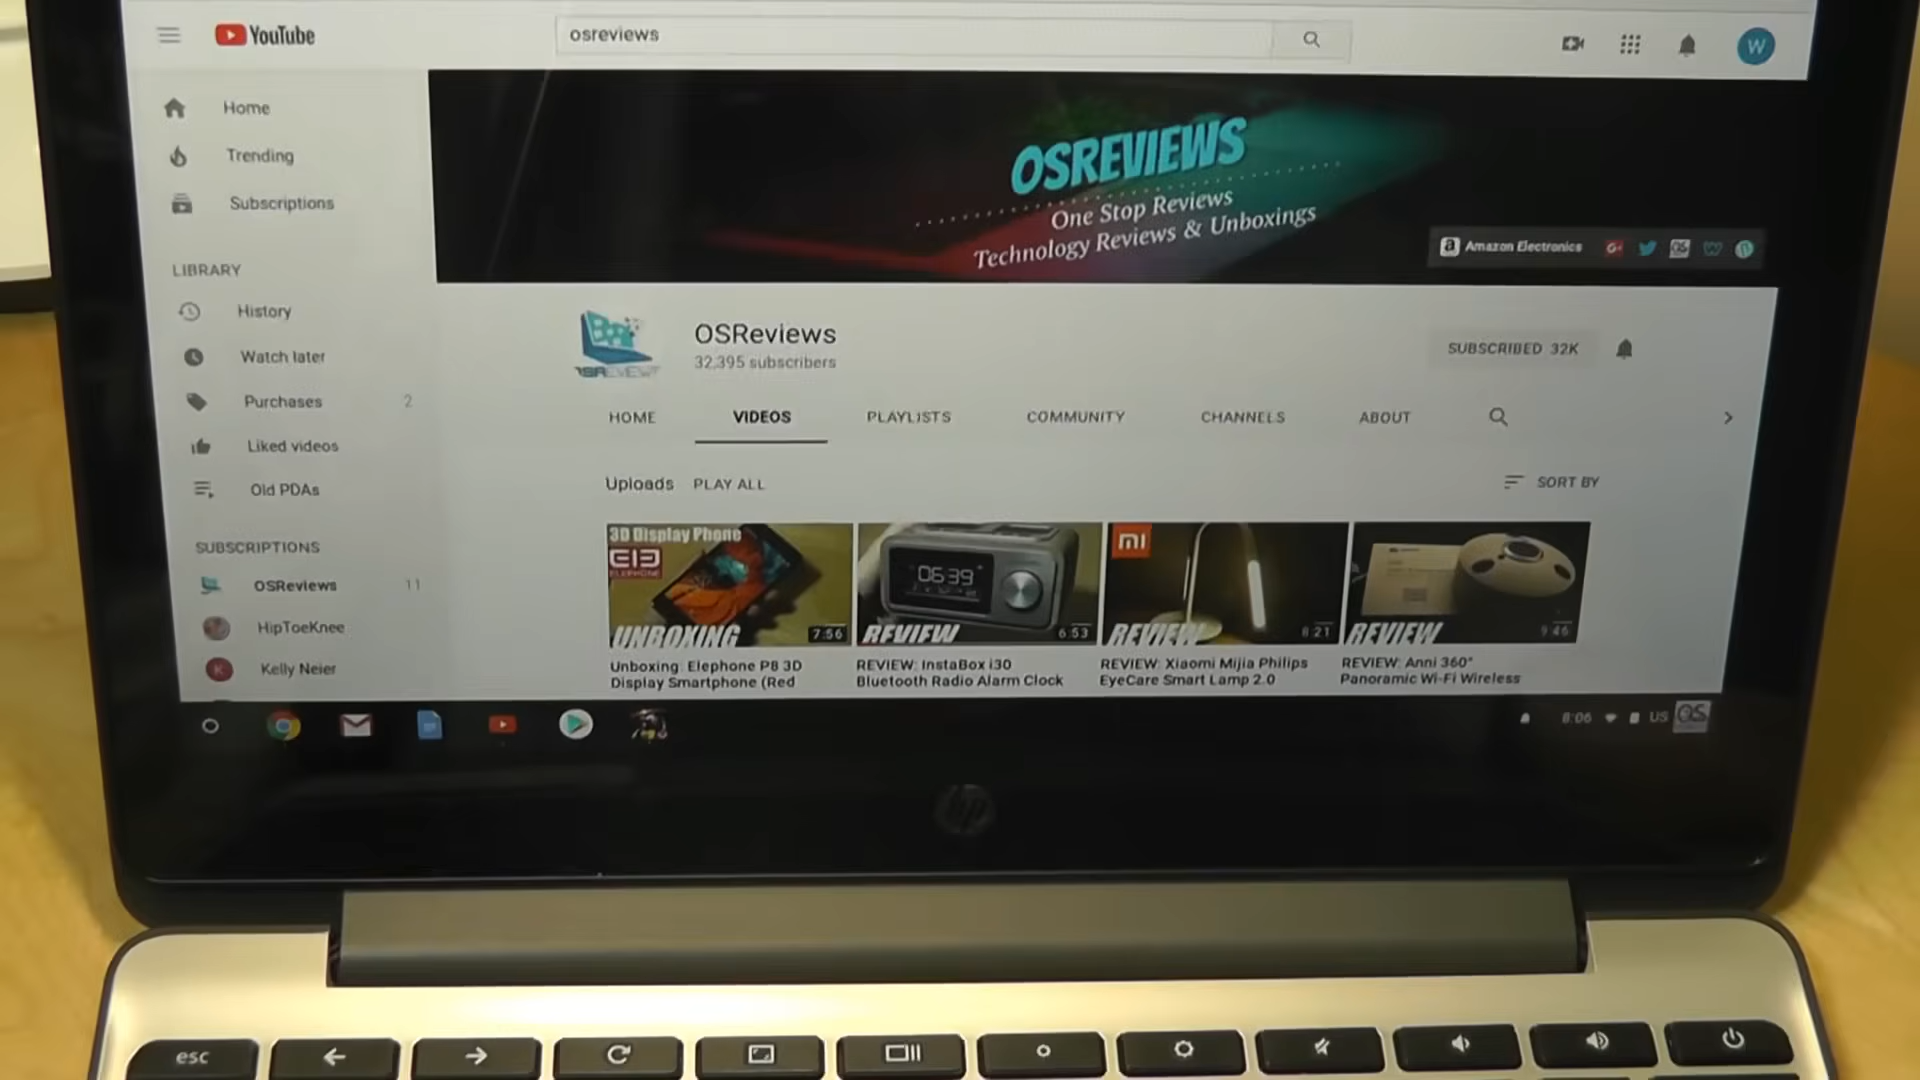 YouTube
osreviews
W
Home
Trending
Subscriptions
LIBRARY
History
Watch later
Purchases 2
Liked videos
Old PDAs
SUBSCRIPTIONS
OSReviews 11
HipToeKnee
K Kelly Neier
OSREVIEWS
One Stop Reviews
Technology Reviews & Unboxings
a Amazon Electronics G+ OS
OSReviews
32,395 subscribers
SUBSCRIBED 32K
HOME VIDEOS PLAYLISTS COMMUNITY CHANNELS ABOUT
Uploads PLAY ALL
SORT BY
3D Display Phone
ELEPHONE
UNBOXING 7:56
Unboxing: Elephone P8 3D
Display Smartphone (Red
06:39
REVIEW 6:53
REVIEW: InstaBox i30
Bluetooth Radio Alarm Clock
mi
REVIEW 8:21
REVIEW: Xiaomi Mijia Philips
EyeCare Smart Lamp 2.0
REVIEW 9:46
REVIEW: Anni 360°
Panoramic Wi-Fi Wireless
8:06 US OS
hp
esc